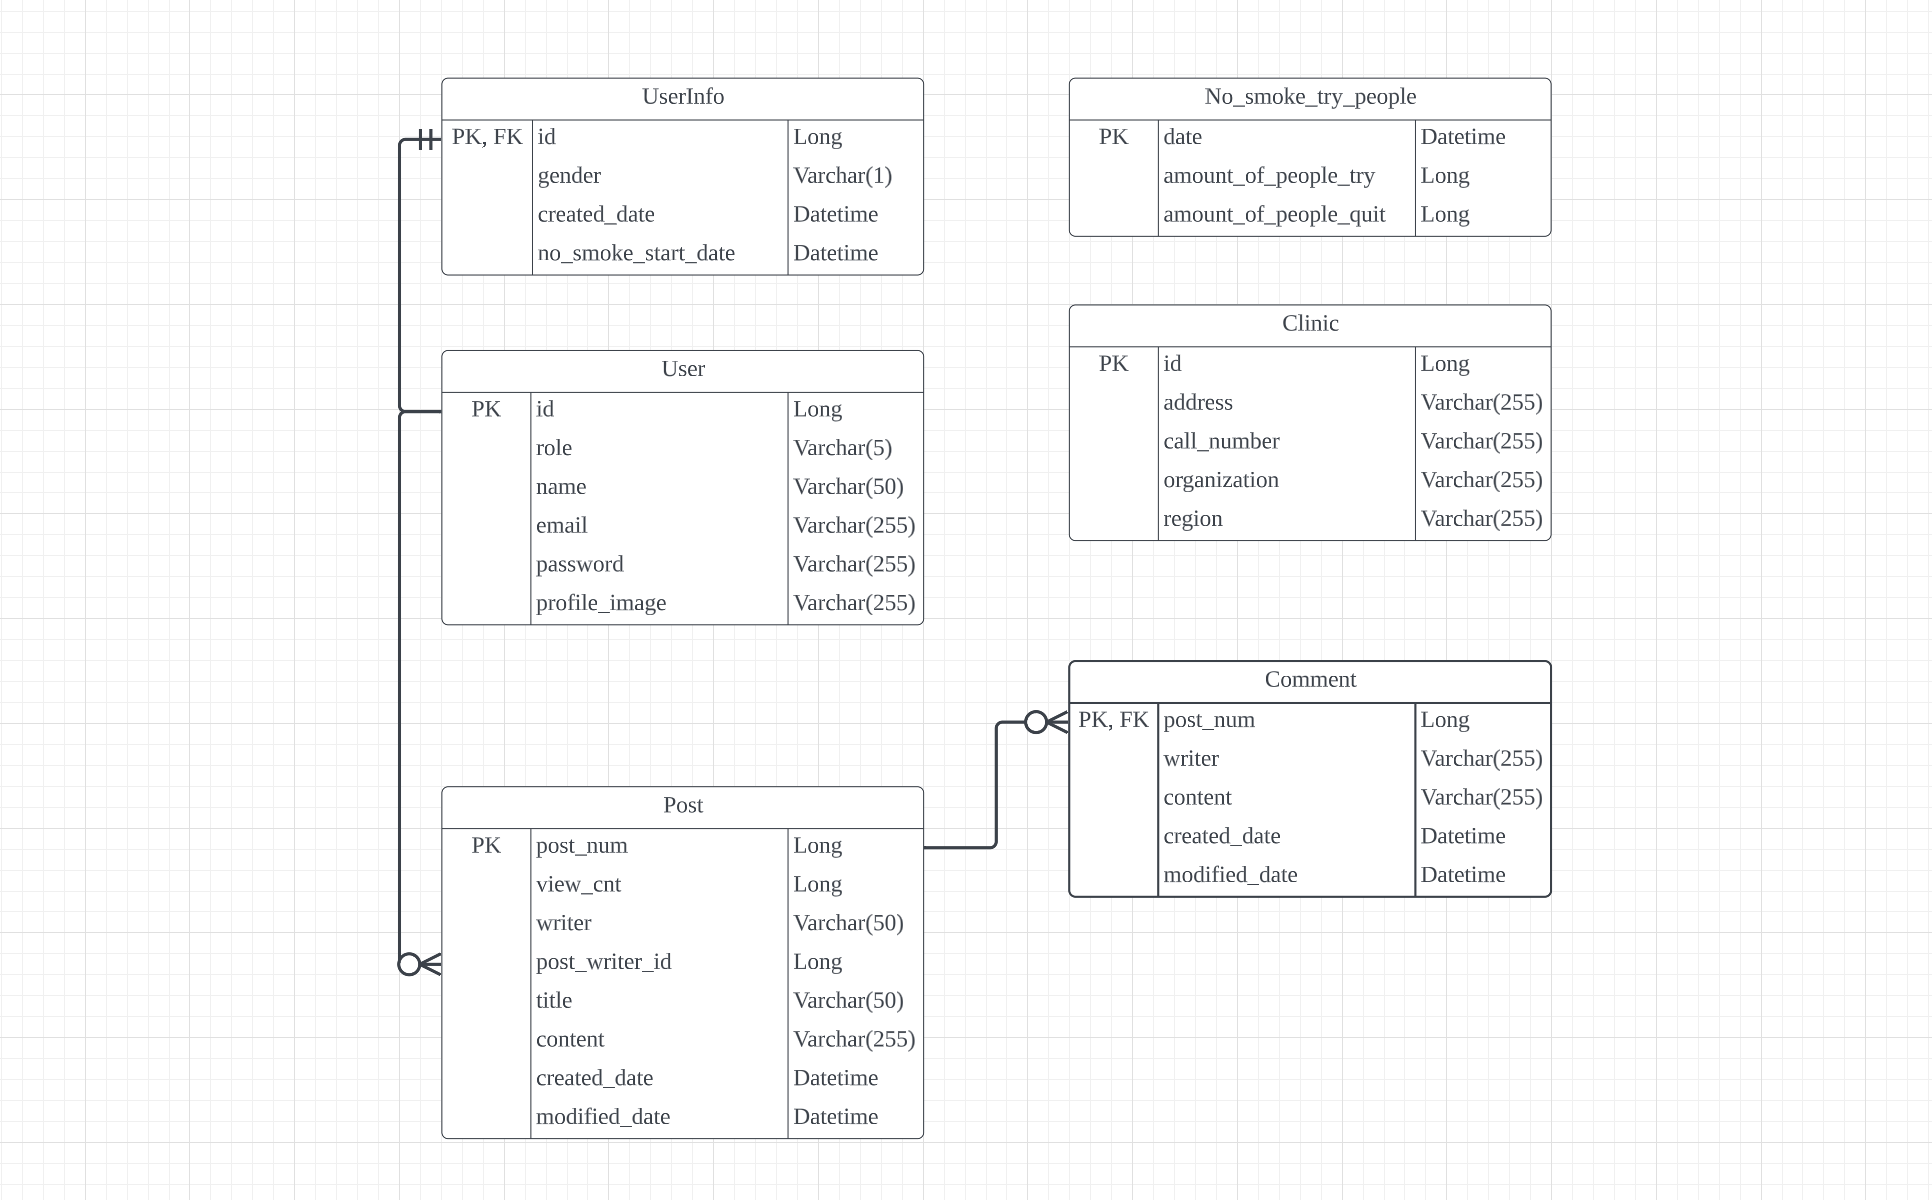 UserInfo
PK, FK id Long
gender Varchar(1)
created_date Datetime
no_smoke_start_date Datetime
User
PK id Long
role Varchar(5)
name Varchar(50)
email Varchar(255)
password Varchar(255)
profile_image Varchar(255)
Post
PK post_num Long
view_cnt Long
writer Varchar(50)
post_writer_id Long
title Varchar(50)
content Varchar(255)
created_date Datetime
modified_date Datetime
No_smoke_try_people
PK date Datetime
amount_of_people_try Long
amount_of_people_quit Long
Clinic
PK id Long
address Varchar(255)
call_number Varchar(255)
organization Varchar(255)
region Varchar(255)
Comment
PK, FK post_num Long
writer Varchar(255)
content Varchar(255)
created_date Datetime
modified_date Datetime